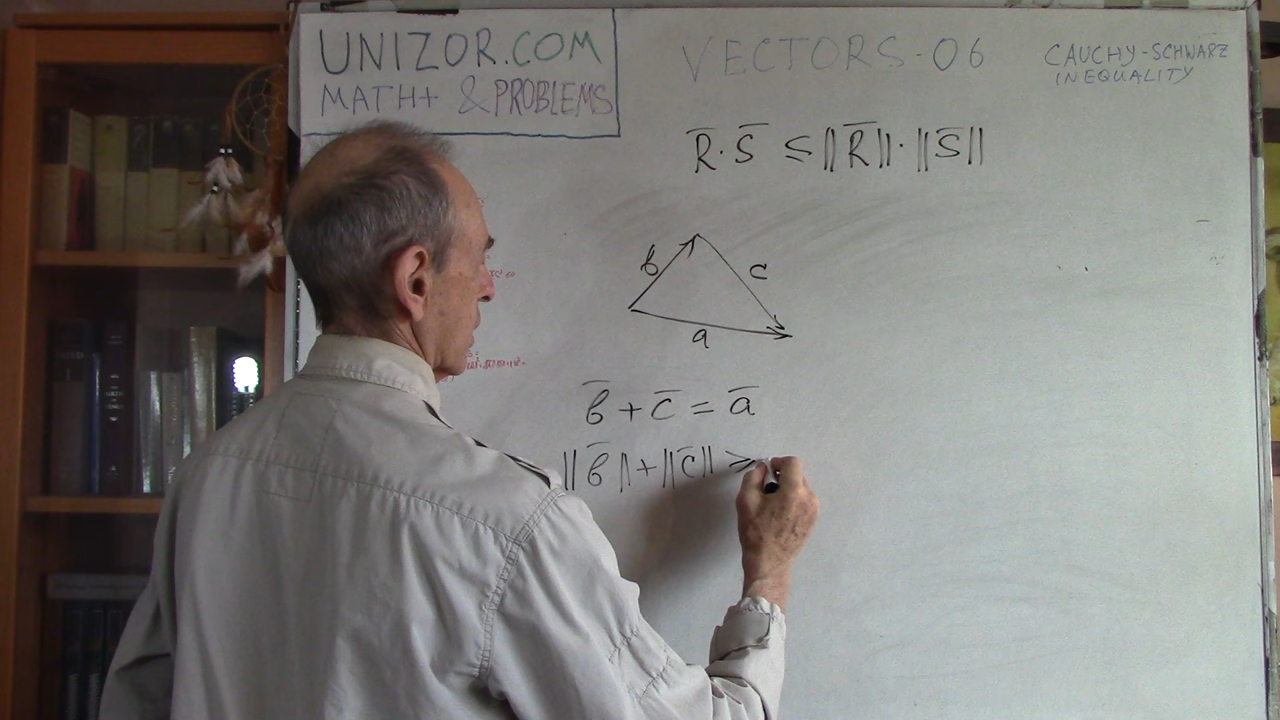 UNIZOR.COM
MATH+ & PROBLEMS
VECTORS-06
CAUCHY-SCHWARZ
INEQUALITY
R̅·S̅ ≤ ||R̅||·||S̅||
b
c
a
b̅ + c̅ = a̅
||b̅|| + ||c̅|| ≥